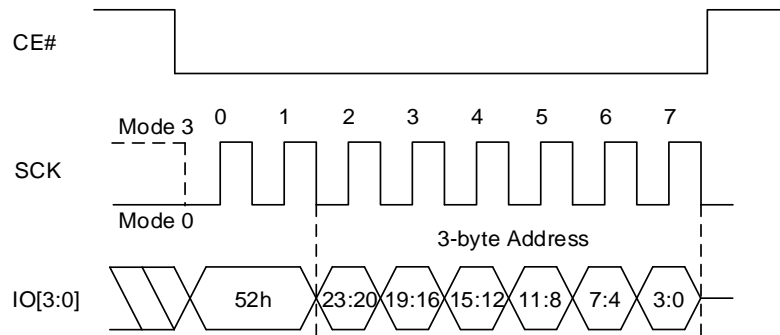 CE#
Mode 3
0 1 2 3 4 5 6 7
SCK
Mode 0
3-byte Address
IO[3:0]
52h 23:20 19:16 15:12 11:8 7:4 3:0